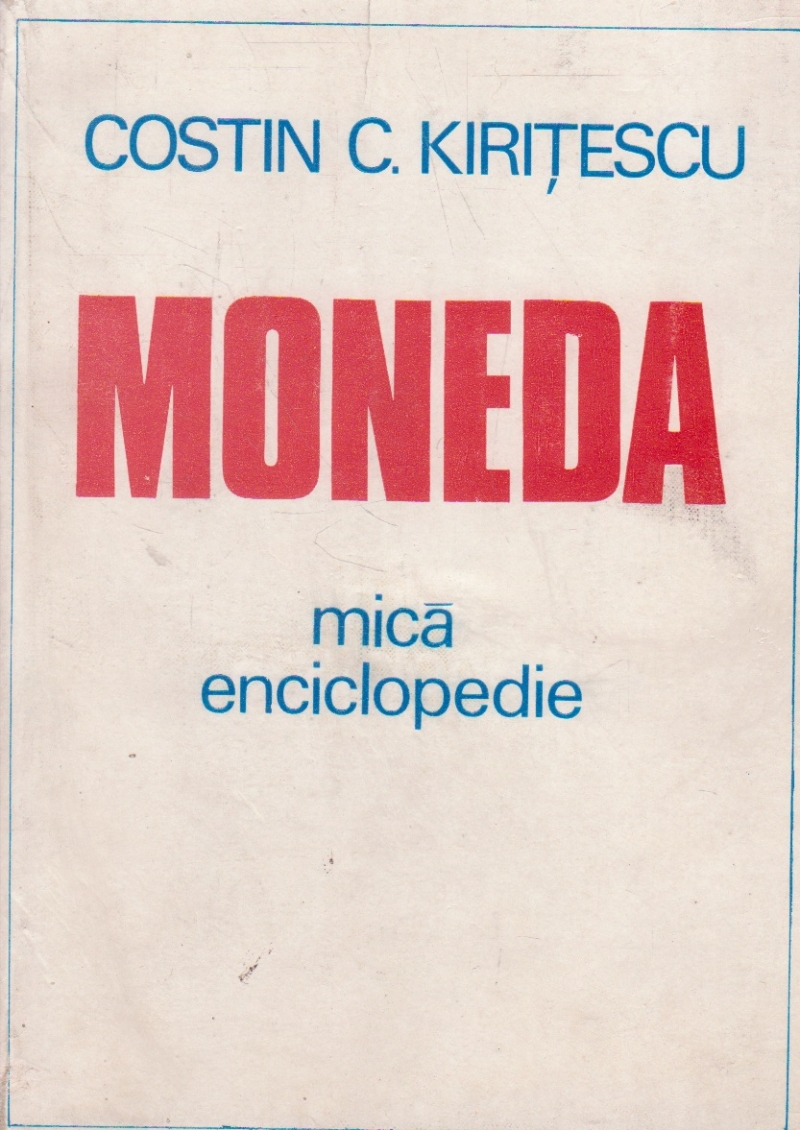 COSTIN C. KIRIȚESCU
MONEDA
mică
enciclopedie